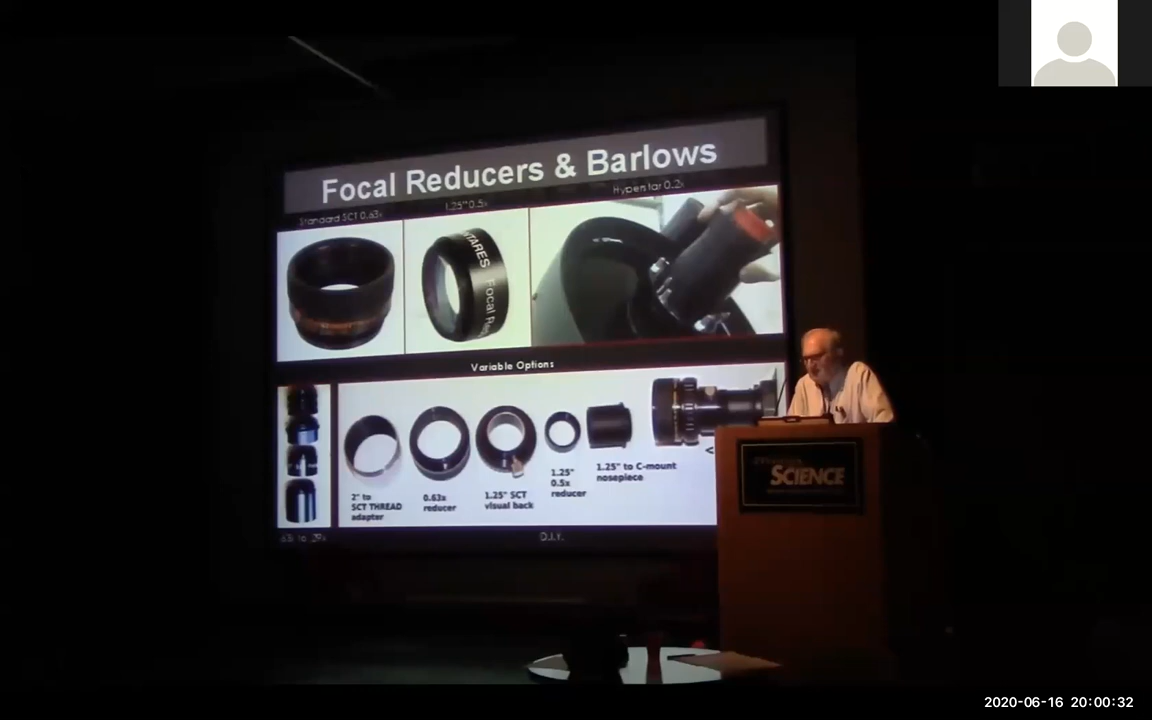 Focal Reducers & Barlows
Standard SCT 0.63x
1.25" 0.5x
Hyperstar 0.2x
ANTARES Focal
Variable Options
2" to
SCT THREAD
adapter
0.63x
reducer
1.25" SCT
visual back
1.25"
0.5x
reducer
1.25" to C-mount
nosepiece
<
D.I.Y.
SCIENCE
2020-06-16 20:00:32